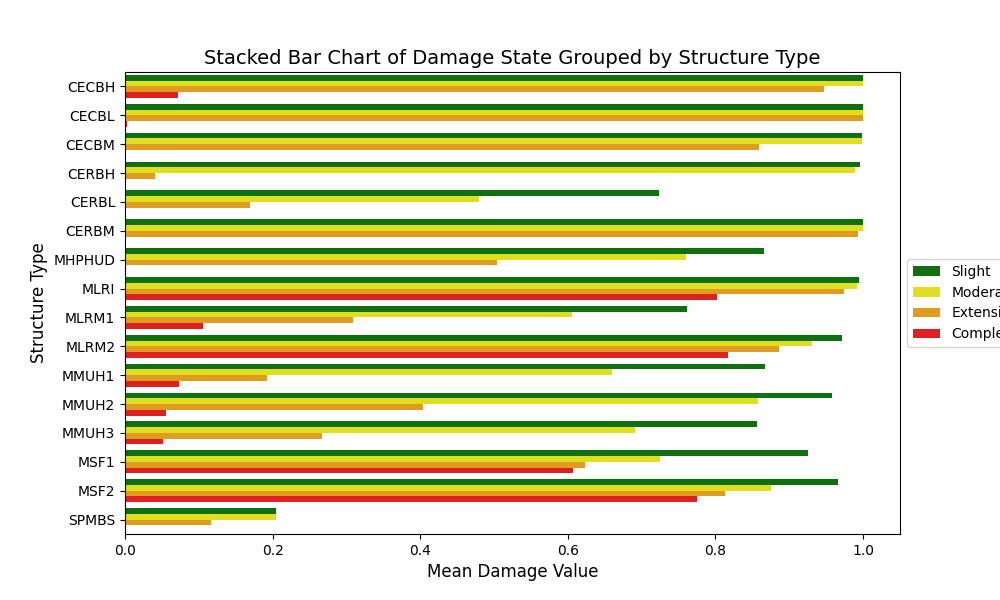 Stacked Bar Chart of Damage State Grouped by Structure Type
CECBH
CECBL
CECBM
CERBH
CERBL
CERBM
MHPHUD
MLRI
MLRM1
MLRM2
MMUH1
MMUH2
MMUH3
MSF1
MSF2
SPMBS
Structure Type
0.0 0.2 0.4 0.6 0.8 1.0
Mean Damage Value
Slight
Modera
Extensi
Comple